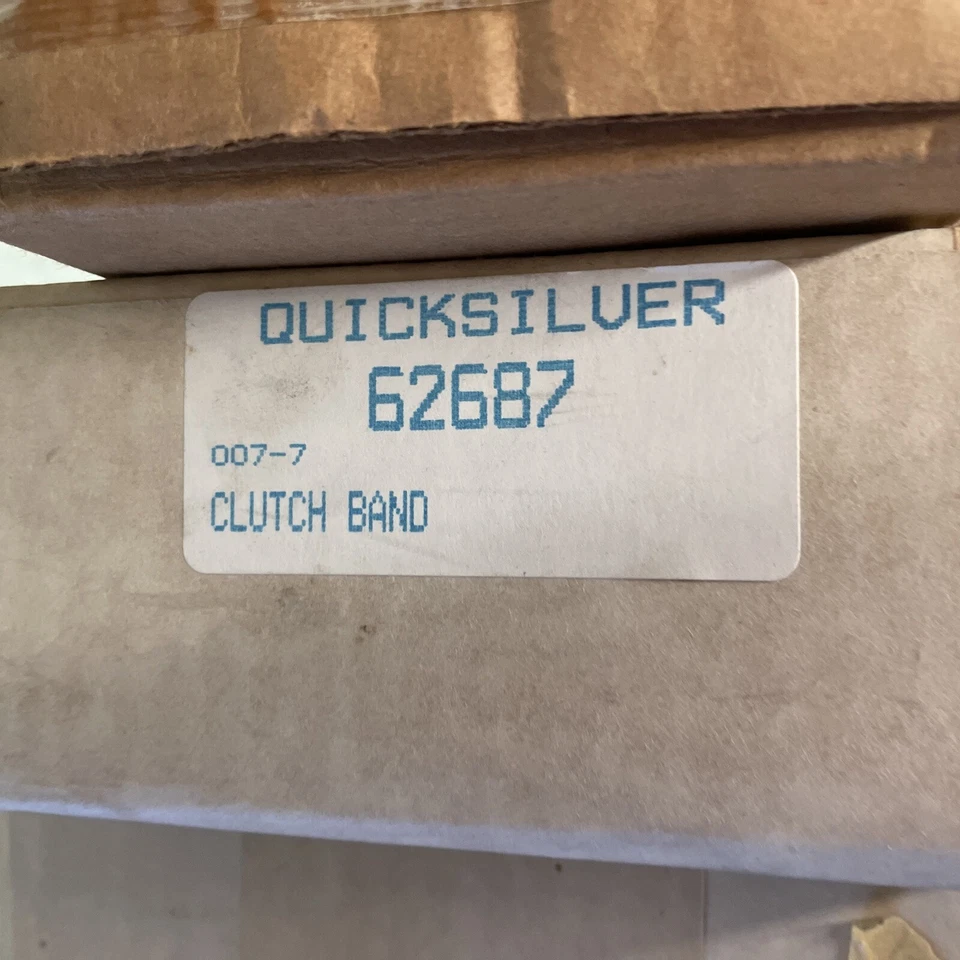 QUICKSILVER
62687
007-7
CLUTCH BAND